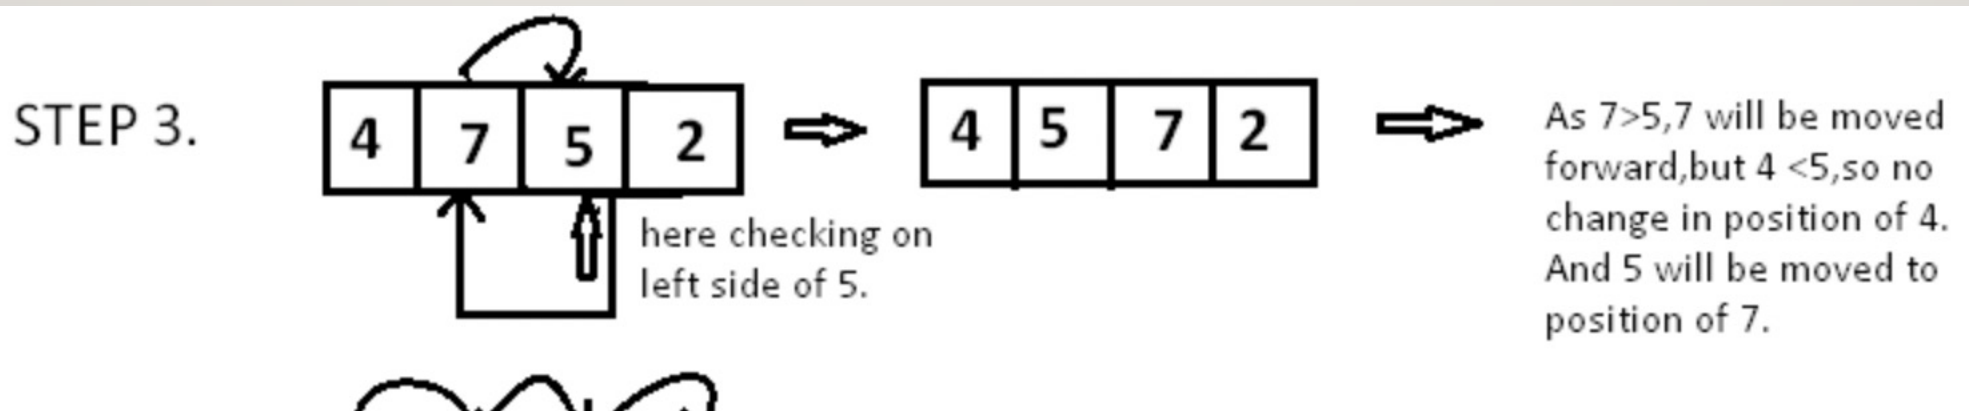 STEP 3.
4 7 5 2
4 5 7 2
here checking on
left side of 5.
As 7>5,7 will be moved
forward,but 4 <5,so no
change in position of 4.
And 5 will be moved to
position of 7.